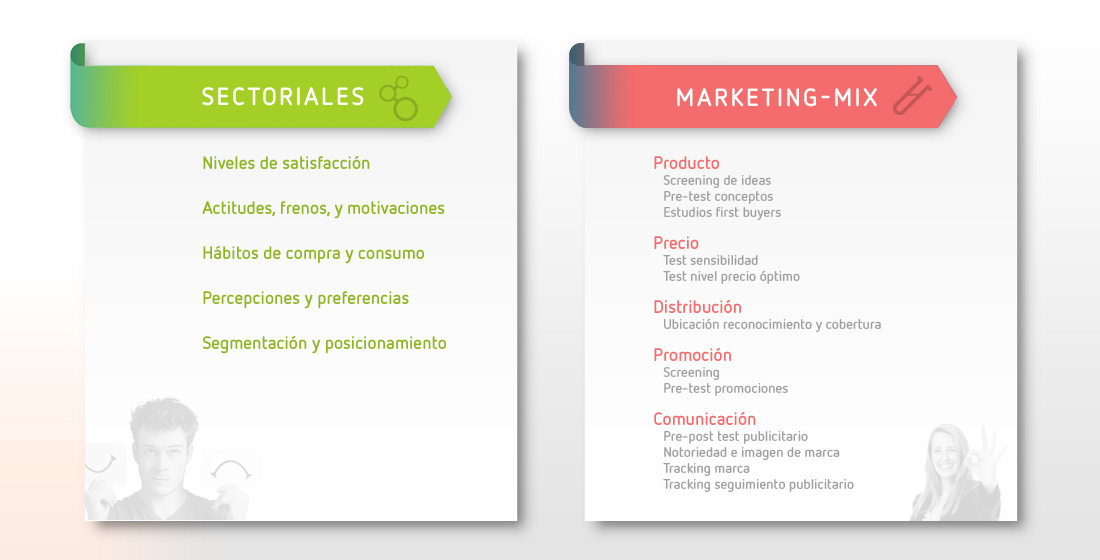 SECTORIALES
Niveles de satisfacción
Actitudes, frenos, y motivaciones
Hábitos de compra y consumo
Percepciones y preferencias
Segmentación y posicionamiento
MARKETING-MIX
Producto
Screening de ideas
Pre-test conceptos
Estudios first buyers
Precio
Test sensibilidad
Test nivel precio óptimo
Distribución
Ubicación reconocimiento y cobertura
Promoción
Screening
Pre-test promociones
Comunicación
Pre-post test publicitario
Notoriedad e imagen de marca
Tracking marca
Tracking seguimiento publicitario